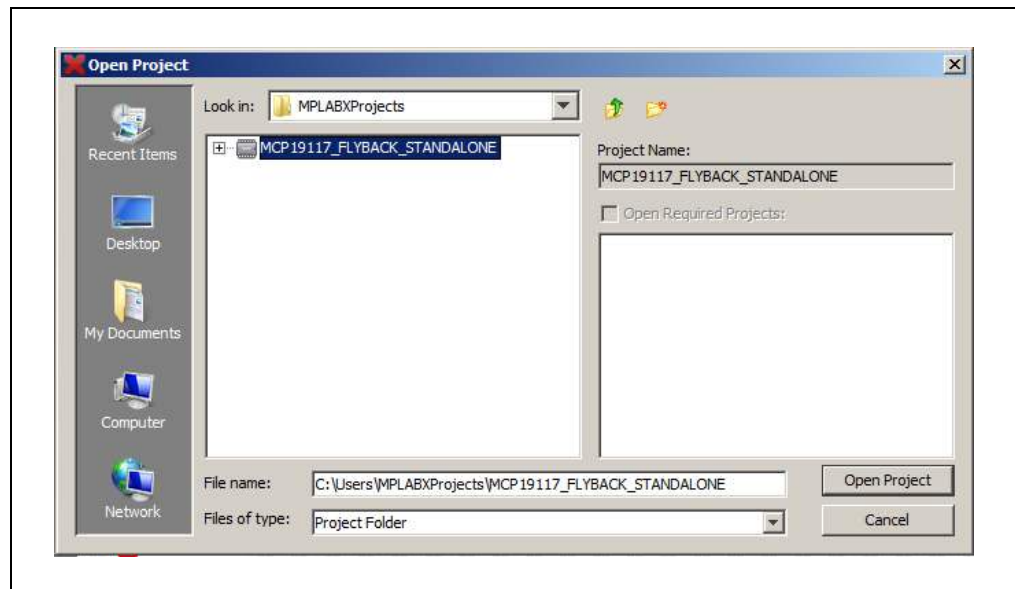 Open Project
Look in: MPLABXProjects
Recent Items
Desktop
My Documents
Computer
Network
MCP19117_FLYBACK_STANDALONE
Project Name:
MCP19117_FLYBACK_STANDALONE
Open Required Projects:
File name: C:\Users\MPLABXProjects\MCP19117_FLYBACK_STANDALONE
Open Project
Files of type: Project Folder
Cancel